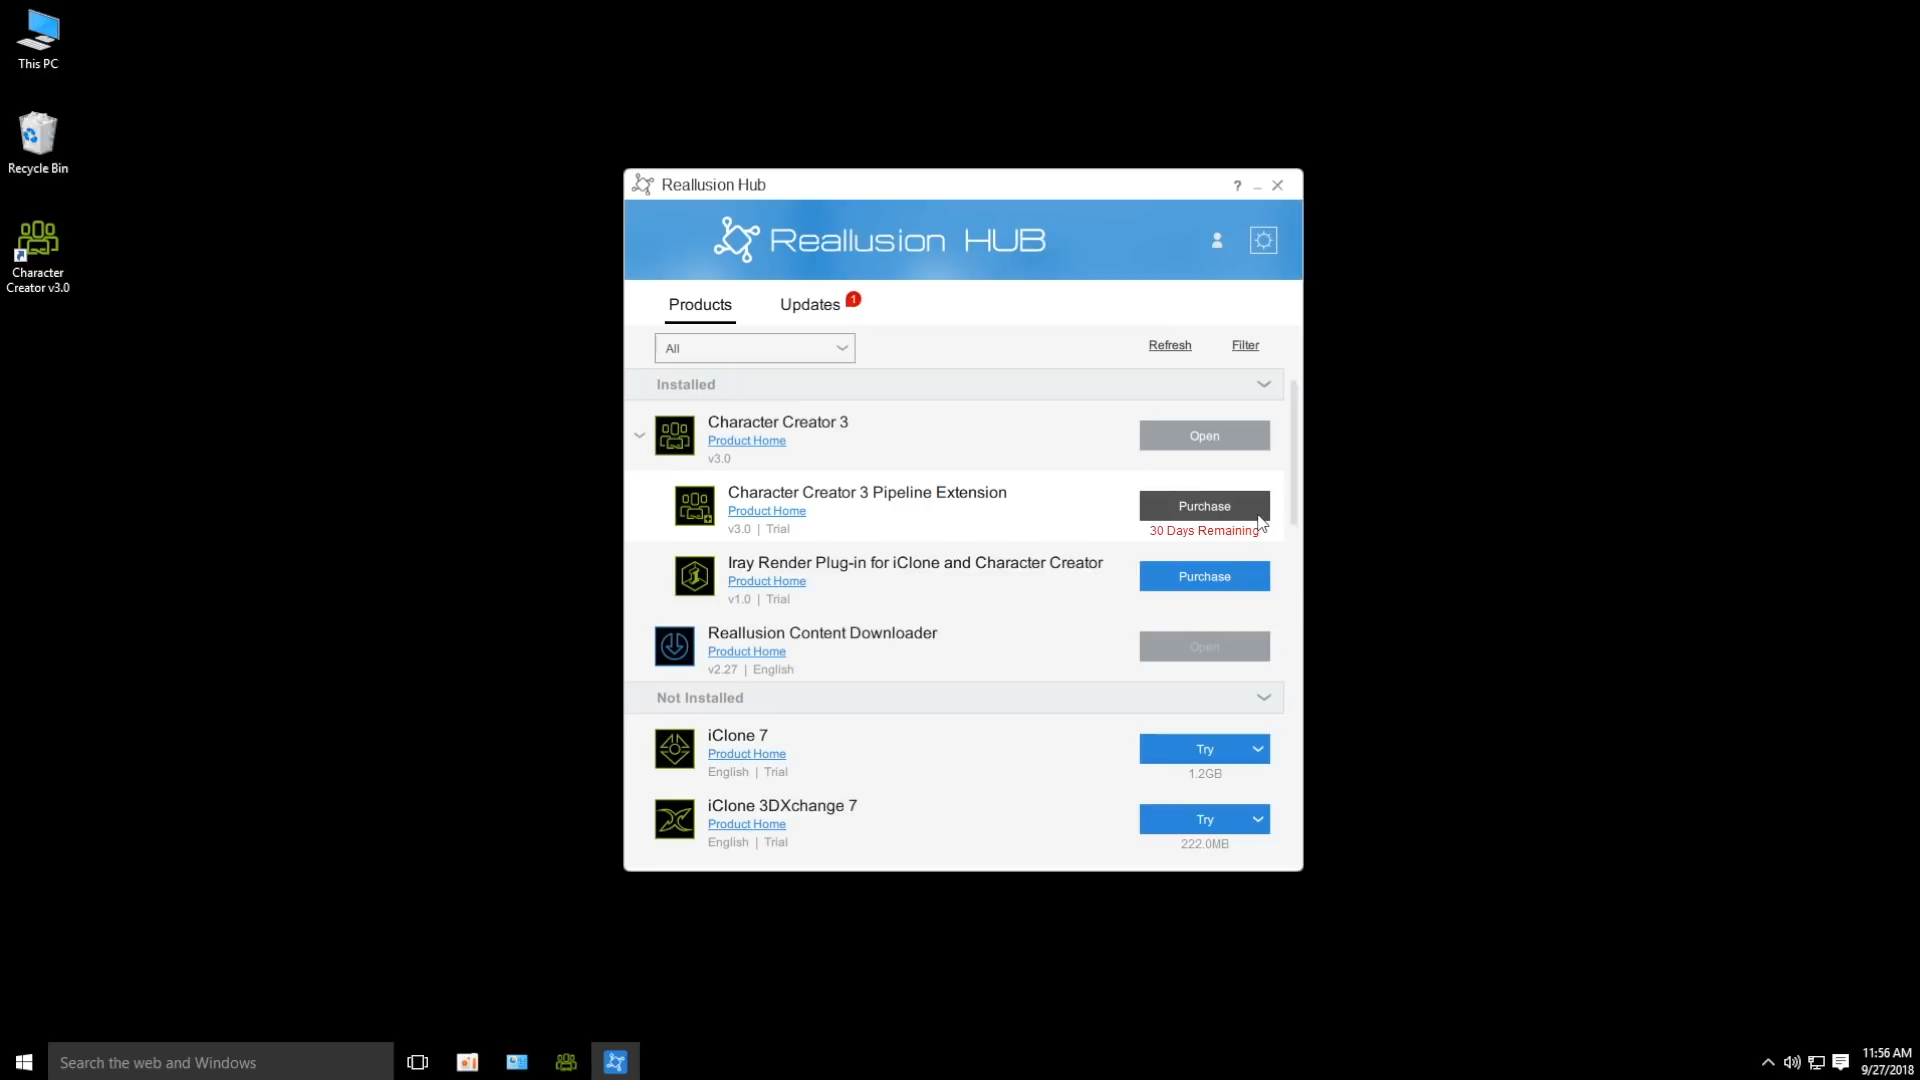 This PC
Recycle Bin
Character
Creator v3.0
Reallusion Hub
?
Reallusion HUB
Products
Updates
1
All
Refresh
Filter
Installed
Character Creator 3
Product Home
v3.0
Open
Character Creator 3 Pipeline Extension
Product Home
v3.0 | Trial
Purchase
30 Days Remaining
Iray Render Plug-in for iClone and Character Creator
Product Home
v1.0 | Trial
Purchase
Reallusion Content Downloader
Product Home
v2.27 | English
Open
Not Installed
iClone 7
Product Home
English | Trial
Try
1.2GB
iClone 3DXchange 7
Product Home
English | Trial
Try
222.0MB
Search the web and Windows
11:56 AM
9/27/2018